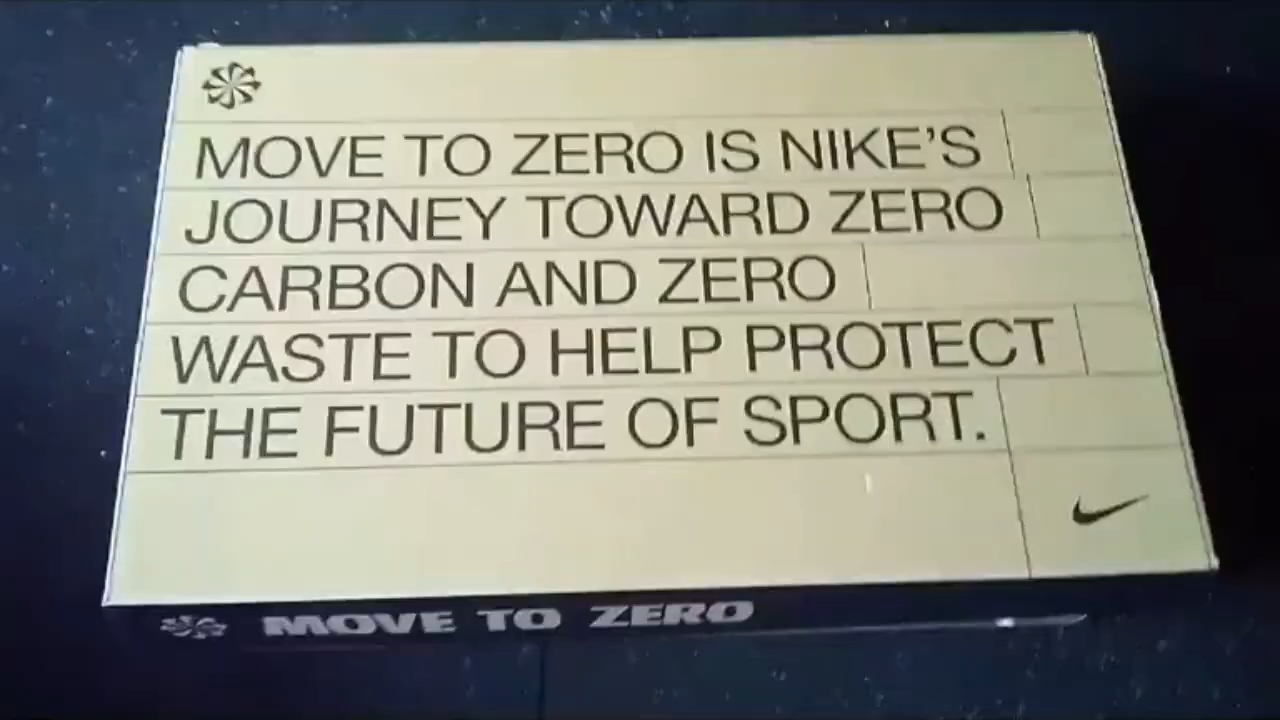 MOVE TO ZERO IS NIKE'S
JOURNEY TOWARD ZERO
CARBON AND ZERO
WASTE TO HELP PROTECT
THE FUTURE OF SPORT.
MOVE TO ZERO